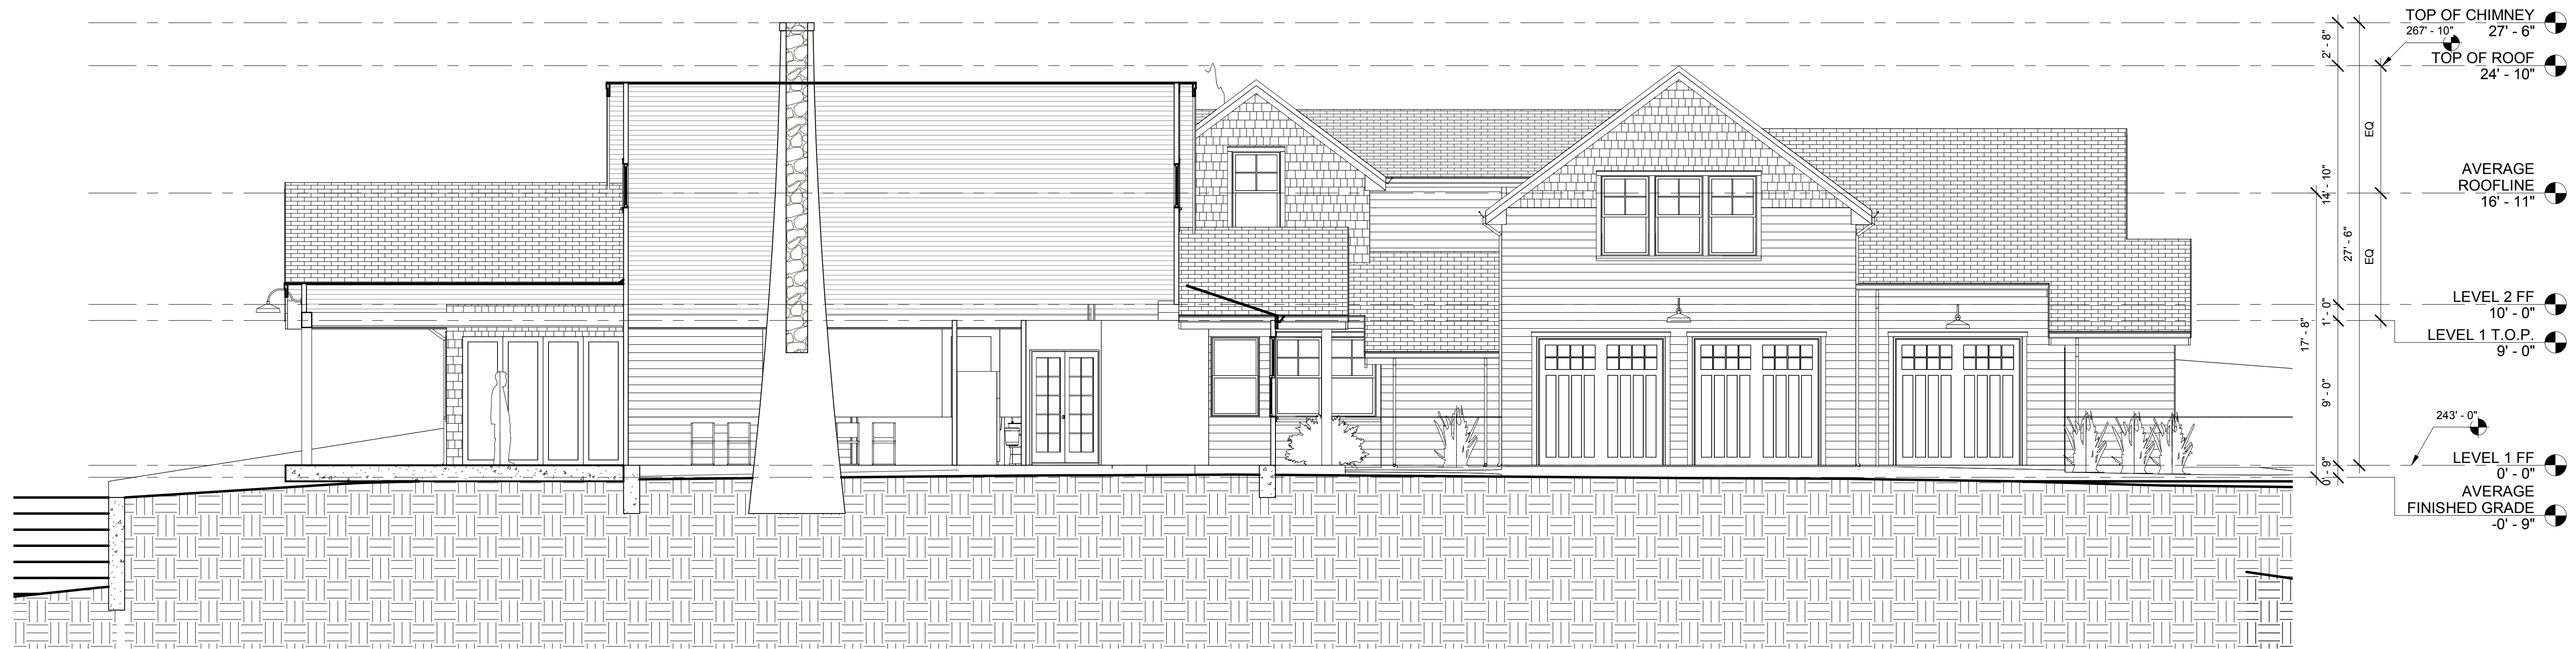 TOP OF CHIMNEY
27' - 6"
267' - 10"
TOP OF ROOF
24' - 10"
2' - 8"
EQ
AVERAGE
ROOFLINE
16' - 11"
14' - 10"
27' - 6"
EQ
LEVEL 2 FF
10' - 0"
1' - 0"
LEVEL 1 T.O.P.
9' - 0"
17' - 8"
9' - 0"
243' - 0"
LEVEL 1 FF
0' - 0"
0' - 9"
AVERAGE
FINISHED GRADE
-0' - 9"